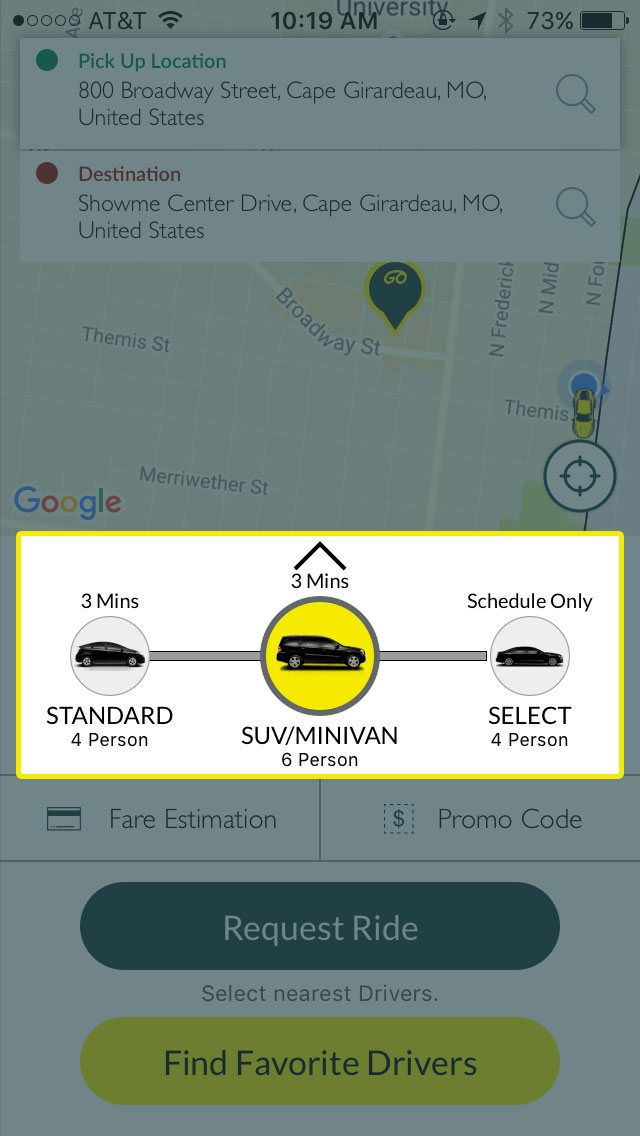 AT&T 10:19 AM 73%
Ave
University
Pick Up Location
800 Broadway Street, Cape Girardeau, MO,
United States
Destination
Showme Center Drive, Cape Girardeau, MO,
United States
GO
Broadway St
Themis St
N Frederick
N Mid
N Fo
Themis
Merriwether St
Google
3 Mins
3 Mins
Schedule Only
STANDARD
4 Person
SUV/MINIVAN
6 Person
SELECT
4 Person
Fare Estimation
$ Promo Code
Request Ride
Select nearest Drivers.
Find Favorite Drivers